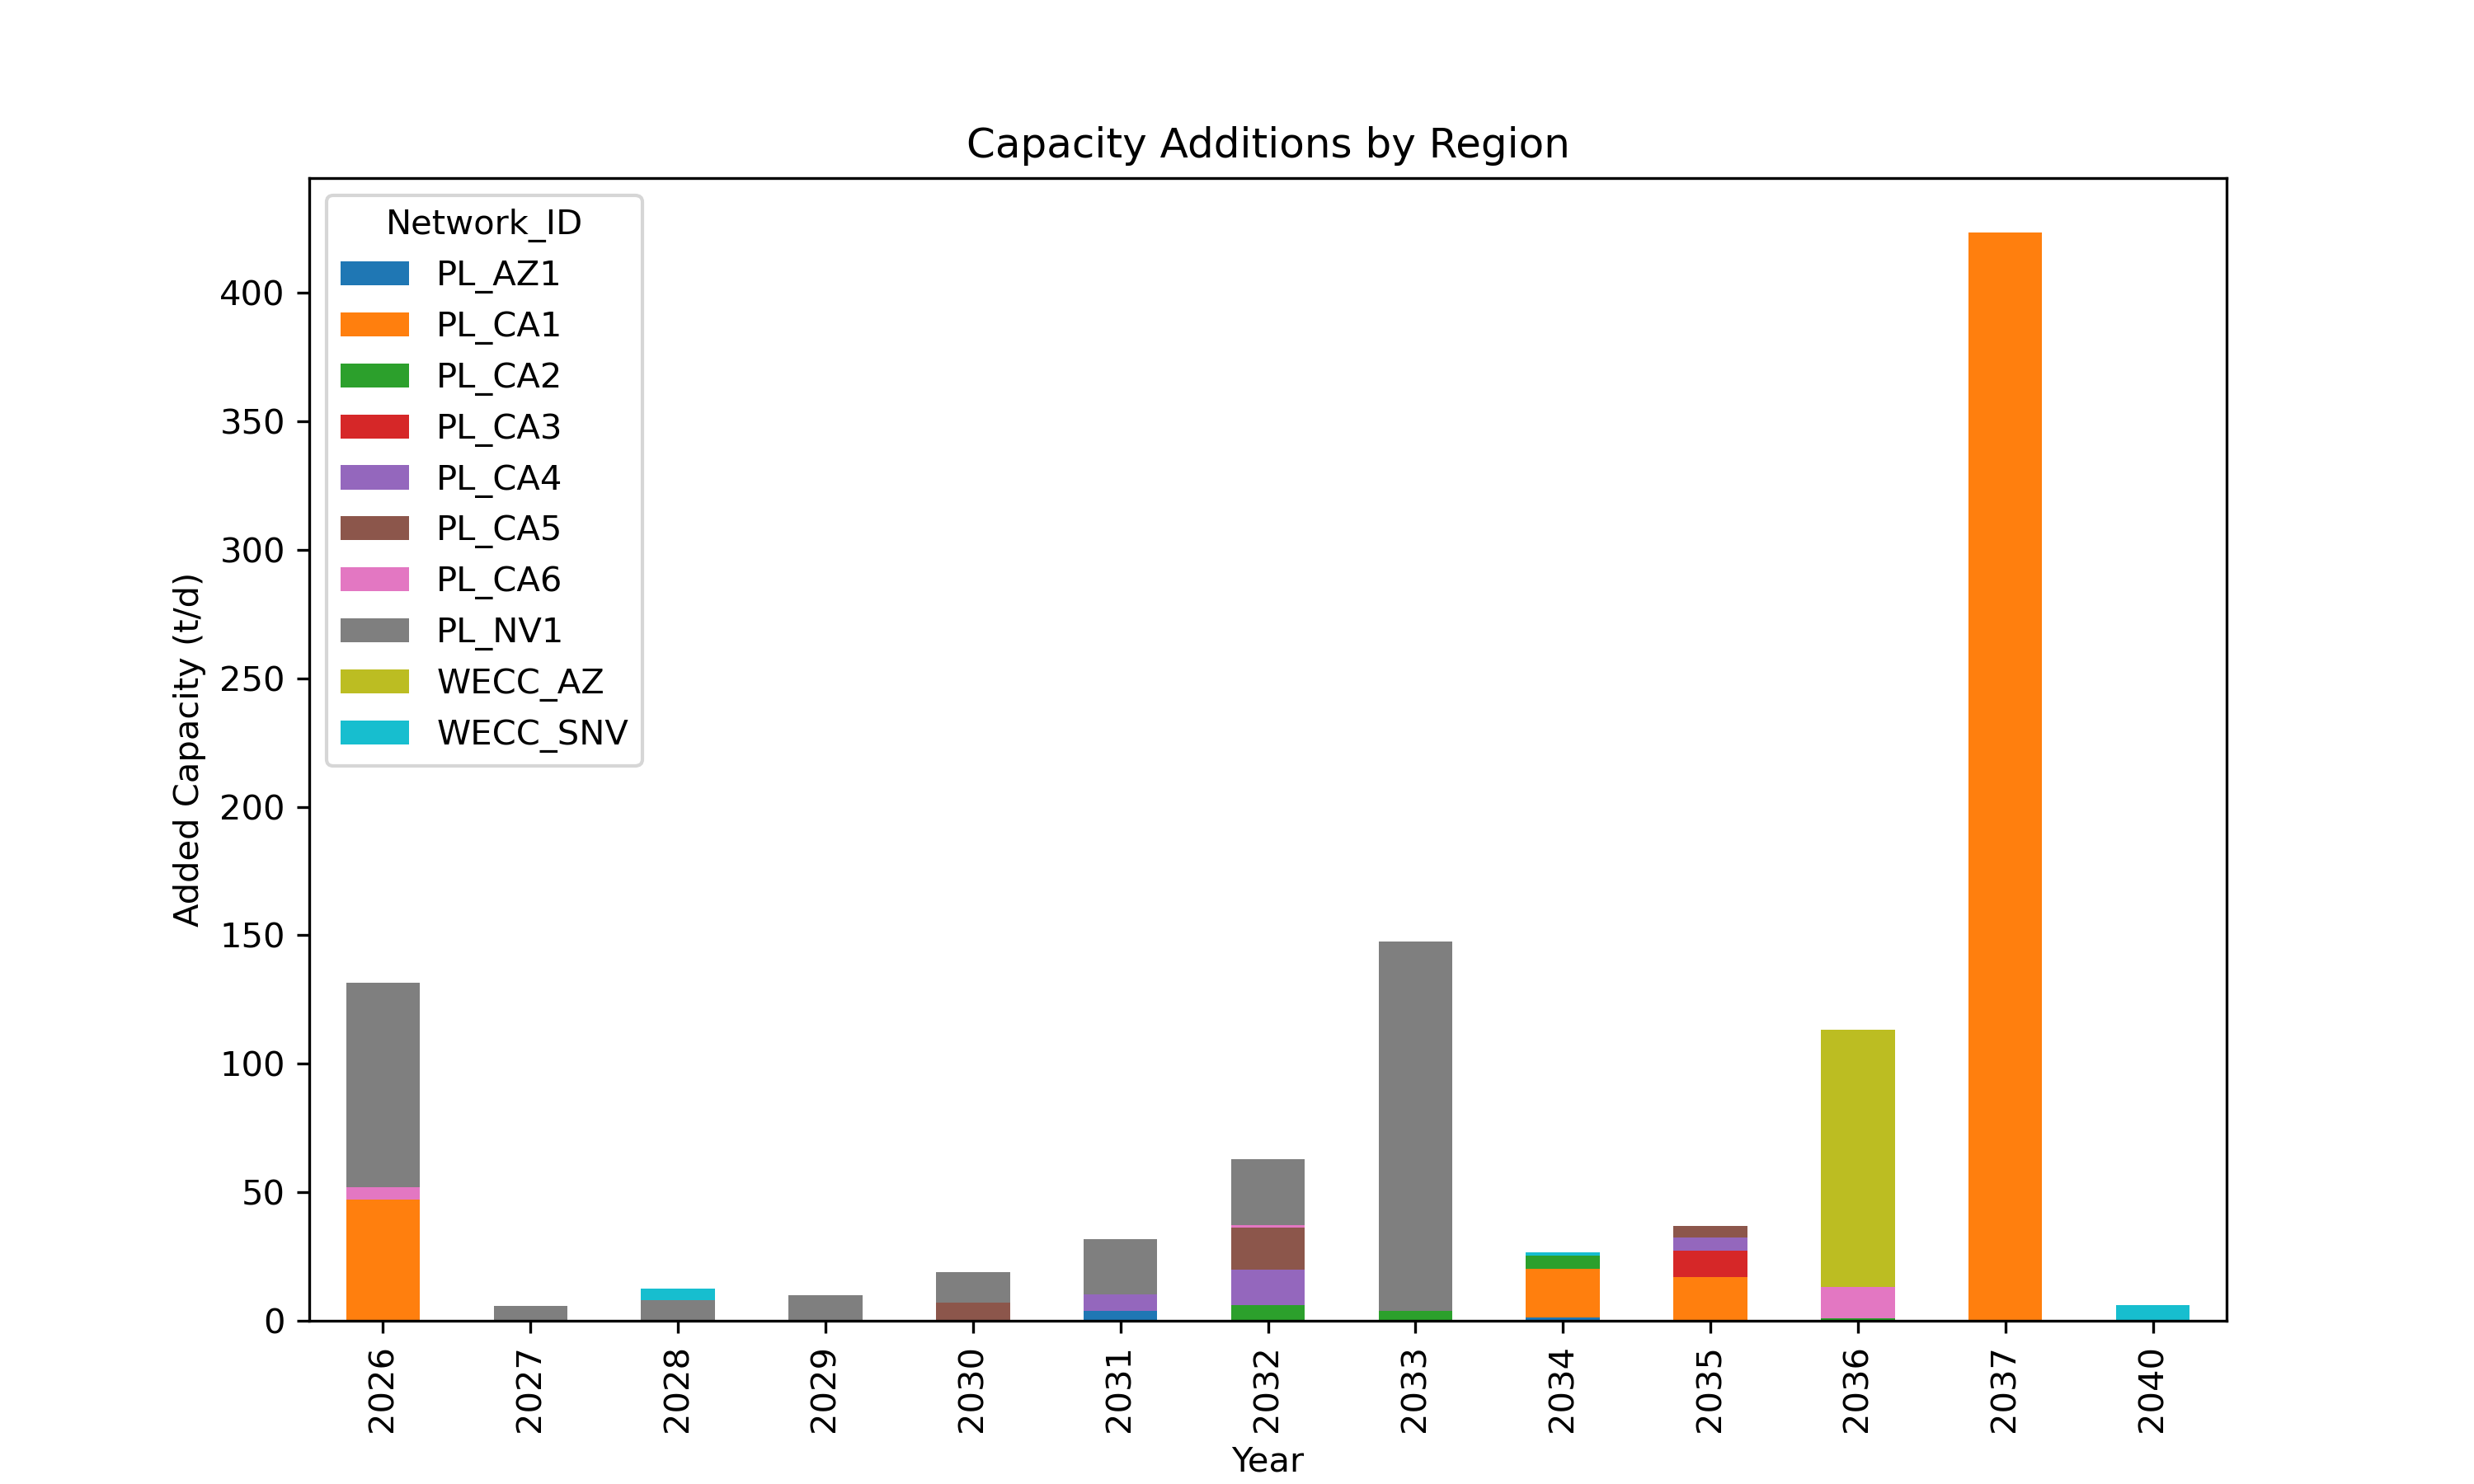 Capacity Additions by Region
Network_ID
PL_AZ1
PL_CA1
PL_CA2
PL_CA3
PL_CA4
PL_CA5
PL_CA6
PL_NV1
WECC_AZ
WECC_SNV
Added Capacity (t/d)
400
350
300
250
200
150
100
50
0
2026
2027
2028
2029
2030
2031
2032
2033
2034
2035
2036
2037
2040
Year